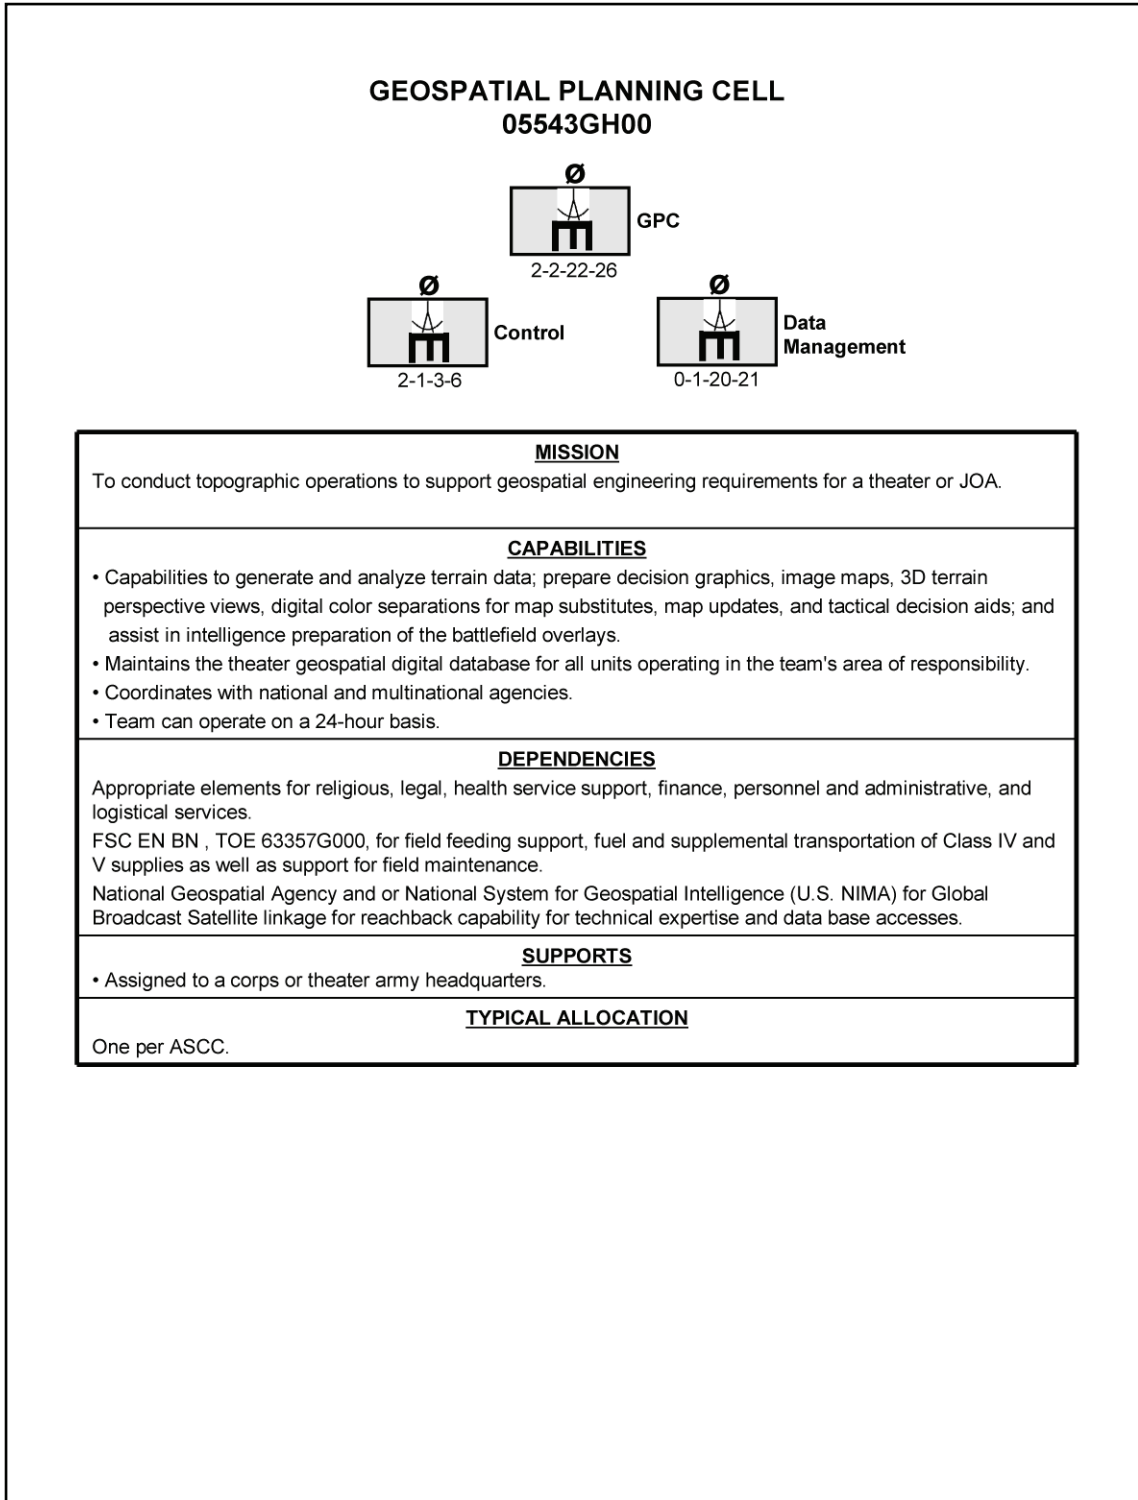 GEOSPATIAL PLANNING CELL
05543GH00
Ø
GPC
2-2-22-26
Ø
Control
2-1-3-6
Ø
Data
Management
0-1-20-21
MISSION
To conduct topographic operations to support geospatial engineering requirements for a theater or JOA.
CAPABILITIES
• Capabilities to generate and analyze terrain data; prepare decision graphics, image maps, 3D terrain
perspective views, digital color separations for map substitutes, map updates, and tactical decision aids; and
assist in intelligence preparation of the battlefield overlays.
• Maintains the theater geospatial digital database for all units operating in the team's area of responsibility.
• Coordinates with national and multinational agencies.
• Team can operate on a 24-hour basis.
DEPENDENCIES
Appropriate elements for religious, legal, health service support, finance, personnel and administrative, and
logistical services.
FSC EN BN , TOE 63357G000, for field feeding support, fuel and supplemental transportation of Class IV and
V supplies as well as support for field maintenance.
National Geospatial Agency and or National System for Geospatial Intelligence (U.S. NIMA) for Global
Broadcast Satellite linkage for reachback capability for technical expertise and data base accesses.
SUPPORTS
• Assigned to a corps or theater army headquarters.
TYPICAL ALLOCATION
One per ASCC.